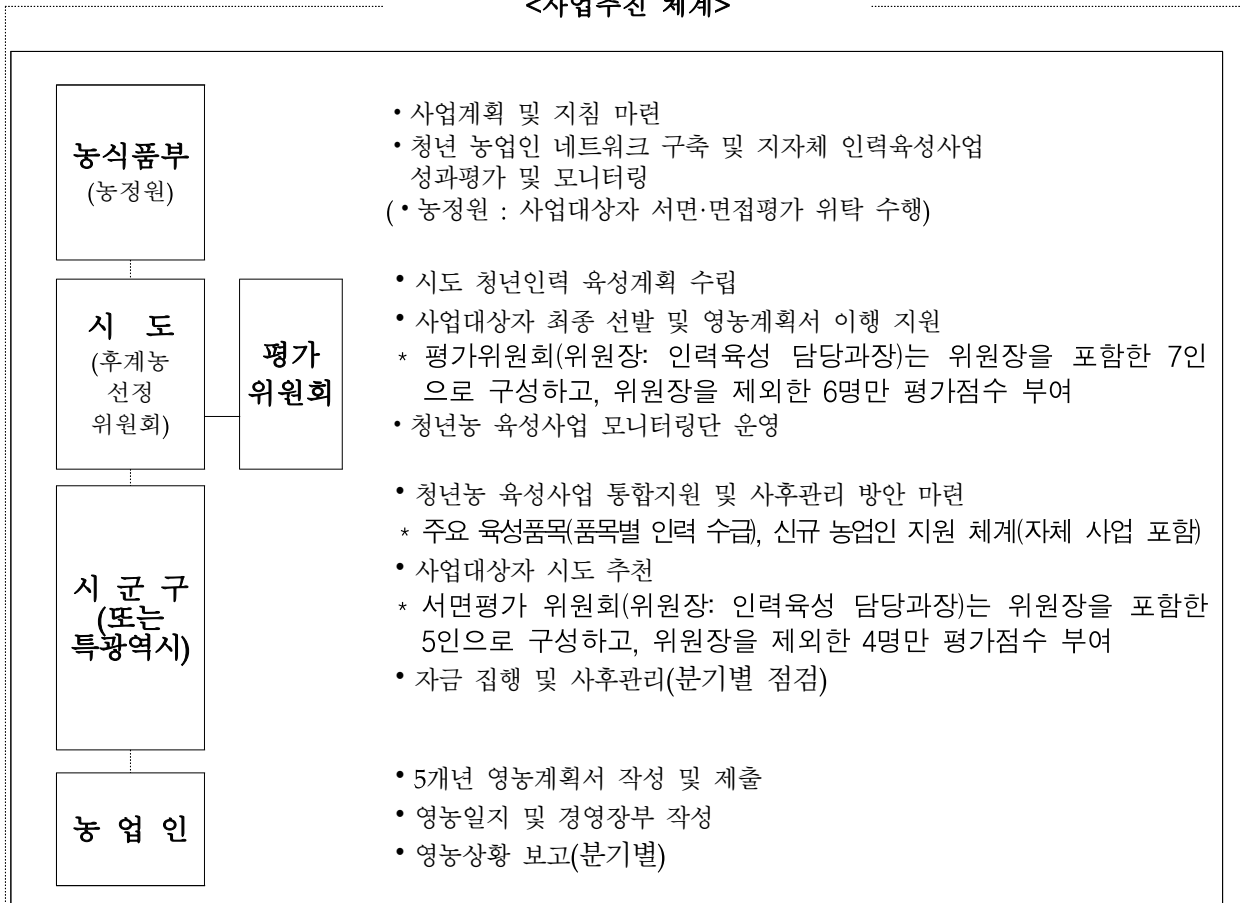 <사업추진 체계>
농식품부
(농정원)
• 사업계획 및 지침 마련
• 청년 농업인 네트워크 구축 및 지자체 인력육성사업
성과평가 및 모니터링
(• 농정원 : 사업대상자 서면·면접평가 위탁 수행)
시 도
(후계농
선정
위원회)
평가
위원회
• 시도 청년인력 육성계획 수립
• 사업대상자 최종 선발 및 영농계획서 이행 지원
* 평가위원회(위원장: 인력육성 담당과장)는 위원장을 포함한 7인
으로 구성하고, 위원장을 제외한 6명만 평가점수 부여
• 청년농 육성사업 모니터링단 운영
시 군 구
(또는
특광역시)
• 청년농 육성사업 통합지원 및 사후관리 방안 마련
* 주요 육성품목(품목별 인력 수급), 신규 농업인 지원 체계(자체 사업 포함)
• 사업대상자 시도 추천
* 서면평가 위원회(위원장: 인력육성 담당과장)는 위원장을 포함한
5인으로 구성하고, 위원장을 제외한 4명만 평가점수 부여
• 자금 집행 및 사후관리(분기별 점검)
농 업 인
• 5개년 영농계획서 작성 및 제출
• 영농일지 및 경영장부 작성
• 영농상황 보고(분기별)